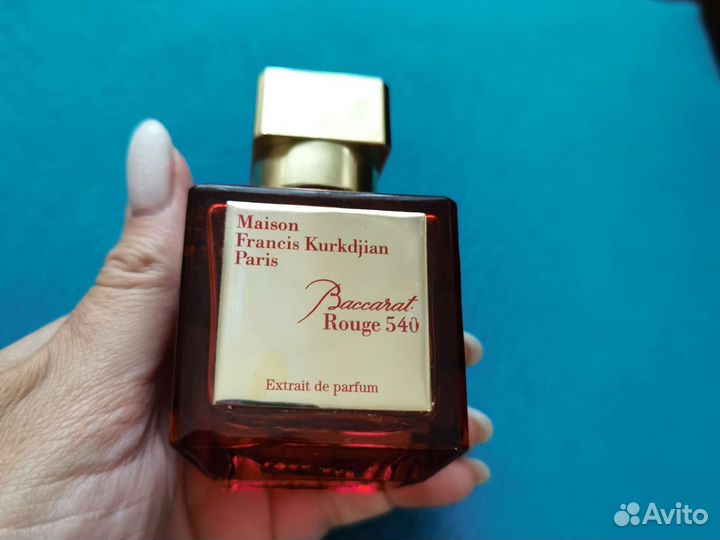 Maison
Francis Kurkdjian
Paris
Baccarat
Rouge 540
Extrait de parfum
Avito